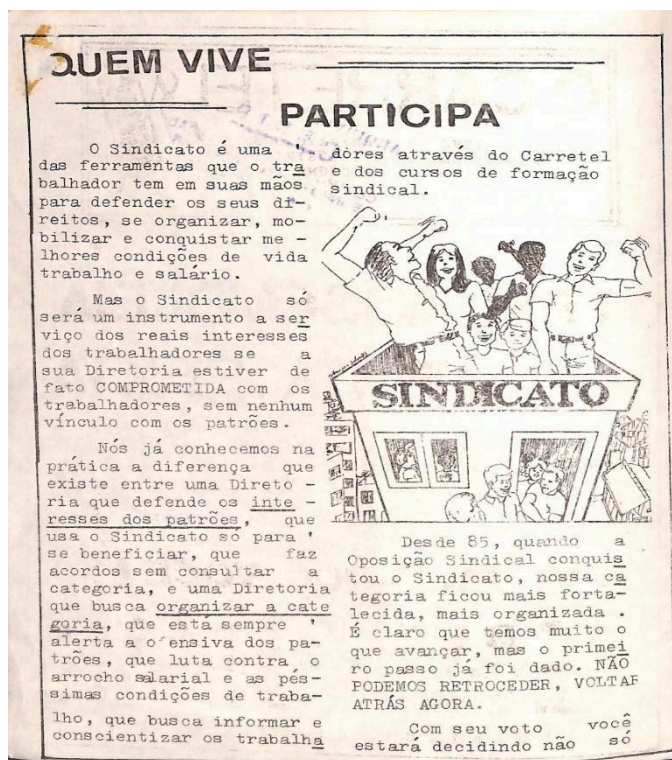 QUEM VIVE
PARTICIPA
O Sindicato é uma '
das ferramentas que o tra
balhador tem em suas mãos
para defender os seus di-
reitos, se organizar, mo-
bilizar e conquistar me -
lhores condições de vida
trabalho e salário.
Mas o Sindicato só
será um instrumento a ser
viço dos reais interesses
dos trabalhadores se a
sua Diretoria estiver de
fato COMPROMETIDA com os
trabalhadores, sem nenhum
vínculo com os patrões.
Nós já conhecemos na
prática a diferença que
existe entre uma Direto -
ria que defende os inte -
resses dos patrões, que
usa o Sindicato só para '
se beneficiar, que faz
acordos sem consultar a
categoria, e uma Diretoria
que busca organizar a cate
goria, que está sempre '
alerta a ofensiva dos pa-
trões, que luta contra o
arrocho salarial e as pés-
simas condições de traba-
lho, que busca informar e
conscientizar os trabalha
dores através do Carretel
e dos cursos de formação
sindical.
SINDICATO
Desde 85, quando a
Oposição Sindical conquis
tou o Sindicato, nossa ca
tegoria ficou mais forta-
lecida, mais organizada .
É claro que temos muito o
que avançar, mas o primei
ro passo já foi dado. NÃO
PODEMOS RETROCEDER, VOLTAR
ATRÁS AGORA.
Com seu voto você
estará decidindo não só